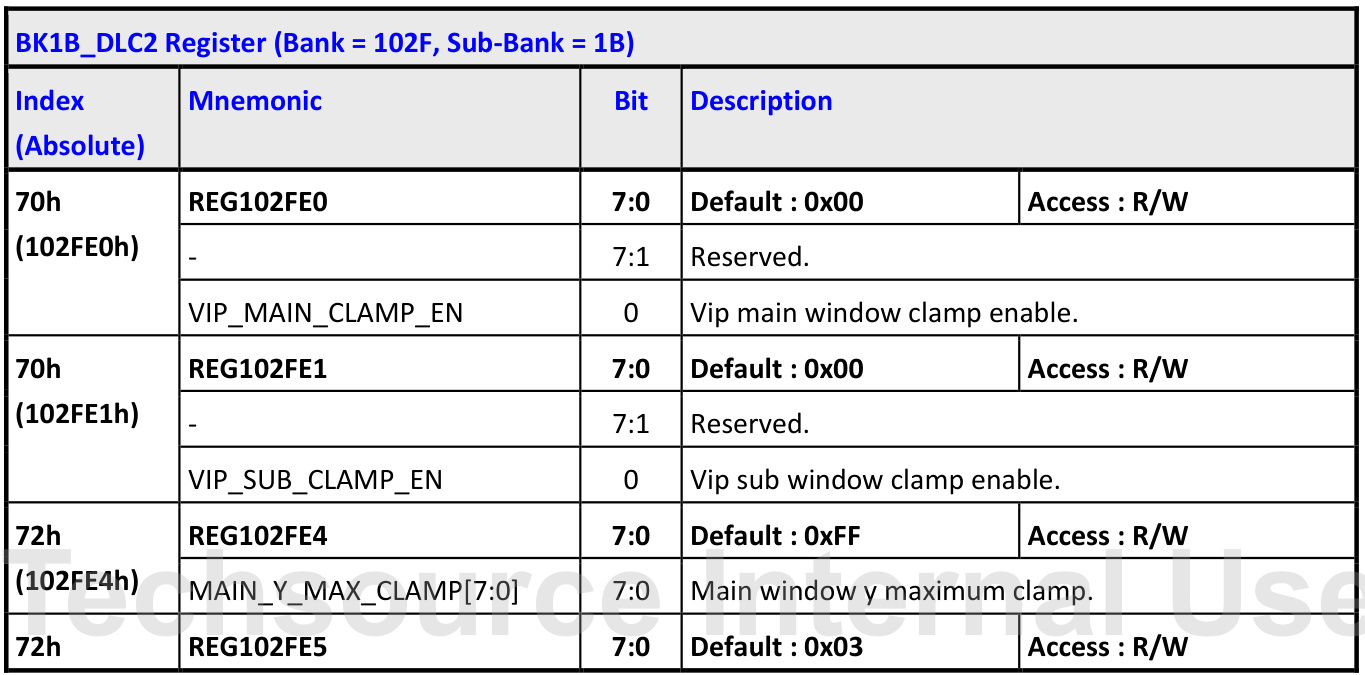 BK1B_DLC2 Register (Bank = 102F, Sub-Bank = 1B)
Index (Absolute) Mnemonic Bit Description
70h (102FE0h) REG102FE0 7:0 Default : 0x00 Access : R/W
- 7:1 Reserved.
VIP_MAIN_CLAMP_EN 0 Vip main window clamp enable.
70h (102FE1h) REG102FE1 7:0 Default : 0x00 Access : R/W
- 7:1 Reserved.
VIP_SUB_CLAMP_EN 0 Vip sub window clamp enable.
72h (102FE4h) REG102FE4 7:0 Default : 0xFF Access : R/W
MAIN_Y_MAX_CLAMP[7:0] 7:0 Main window y maximum clamp.
72h REG102FE5 7:0 Default : 0x03 Access : R/W
Techsource Internal Use